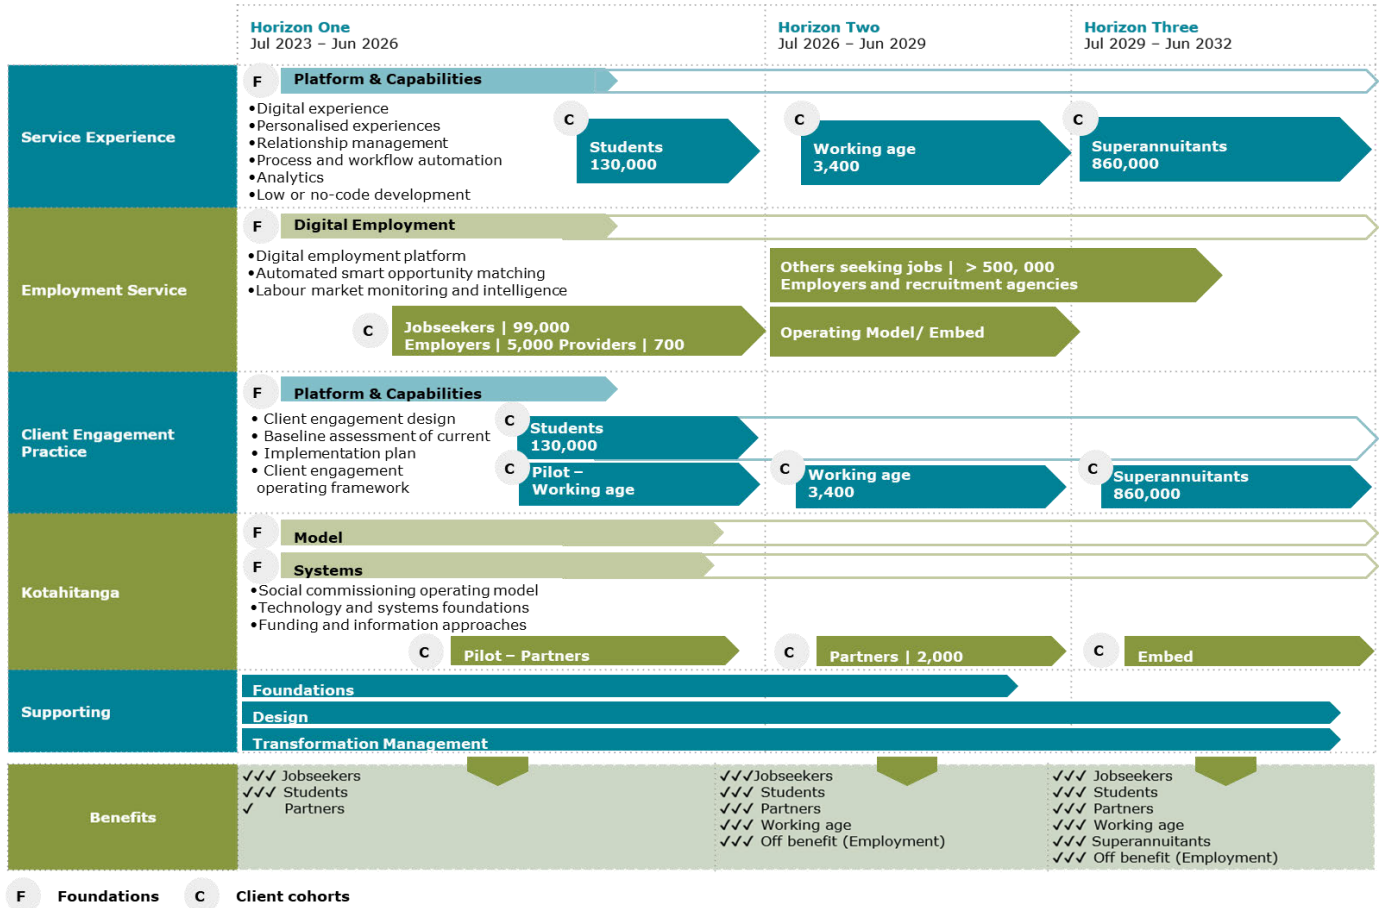 Horizon One
Jul 2023 – Jun 2026
Horizon Two
Jul 2026 – Jun 2029
Horizon Three
Jul 2029 – Jun 2032
Service Experience
F
Platform & Capabilities
•Digital experience
•Personalised experiences
•Relationship management
•Process and workflow automation
•Analytics
•Low or no-code development
C
Students
130,000
C
Working age
3,400
C
Superannuitants
860,000
Employment Service
F
Digital Employment
•Digital employment platform
•Automated smart opportunity matching
•Labour market monitoring and intelligence
Others seeking jobs | > 500, 000
Employers and recruitment agencies
C
Jobseekers | 99,000
Employers | 5,000 Providers | 700
Operating Model/ Embed
Client Engagement
Practice
F
Platform & Capabilities
• Client engagement design
• Baseline assessment of current
• Implementation plan
• Client engagement
operating framework
C
Students
130,000
C
Pilot –
Working age
C
Working age
3,400
C
Superannuitants
860,000
Kotahitanga
F
Model
F
Systems
•Social commissioning operating model
•Technology and systems foundations
•Funding and information approaches
C
Pilot – Partners
C
Partners | 2,000
C
Embed
Supporting
Foundations
Design
Transformation Management
Benefits
✓✓✓ Jobseekers
✓✓✓ Students
✓ Partners
✓✓✓Jobseekers
✓✓✓ Students
✓✓✓ Partners
✓✓✓ Working age
✓✓✓ Off benefit (Employment)
✓✓✓ Jobseekers
✓✓✓ Students
✓✓✓ Partners
✓✓✓ Working age
✓✓✓ Superannuitants
✓✓✓ Off benefit (Employment)
F Foundations C Client cohorts